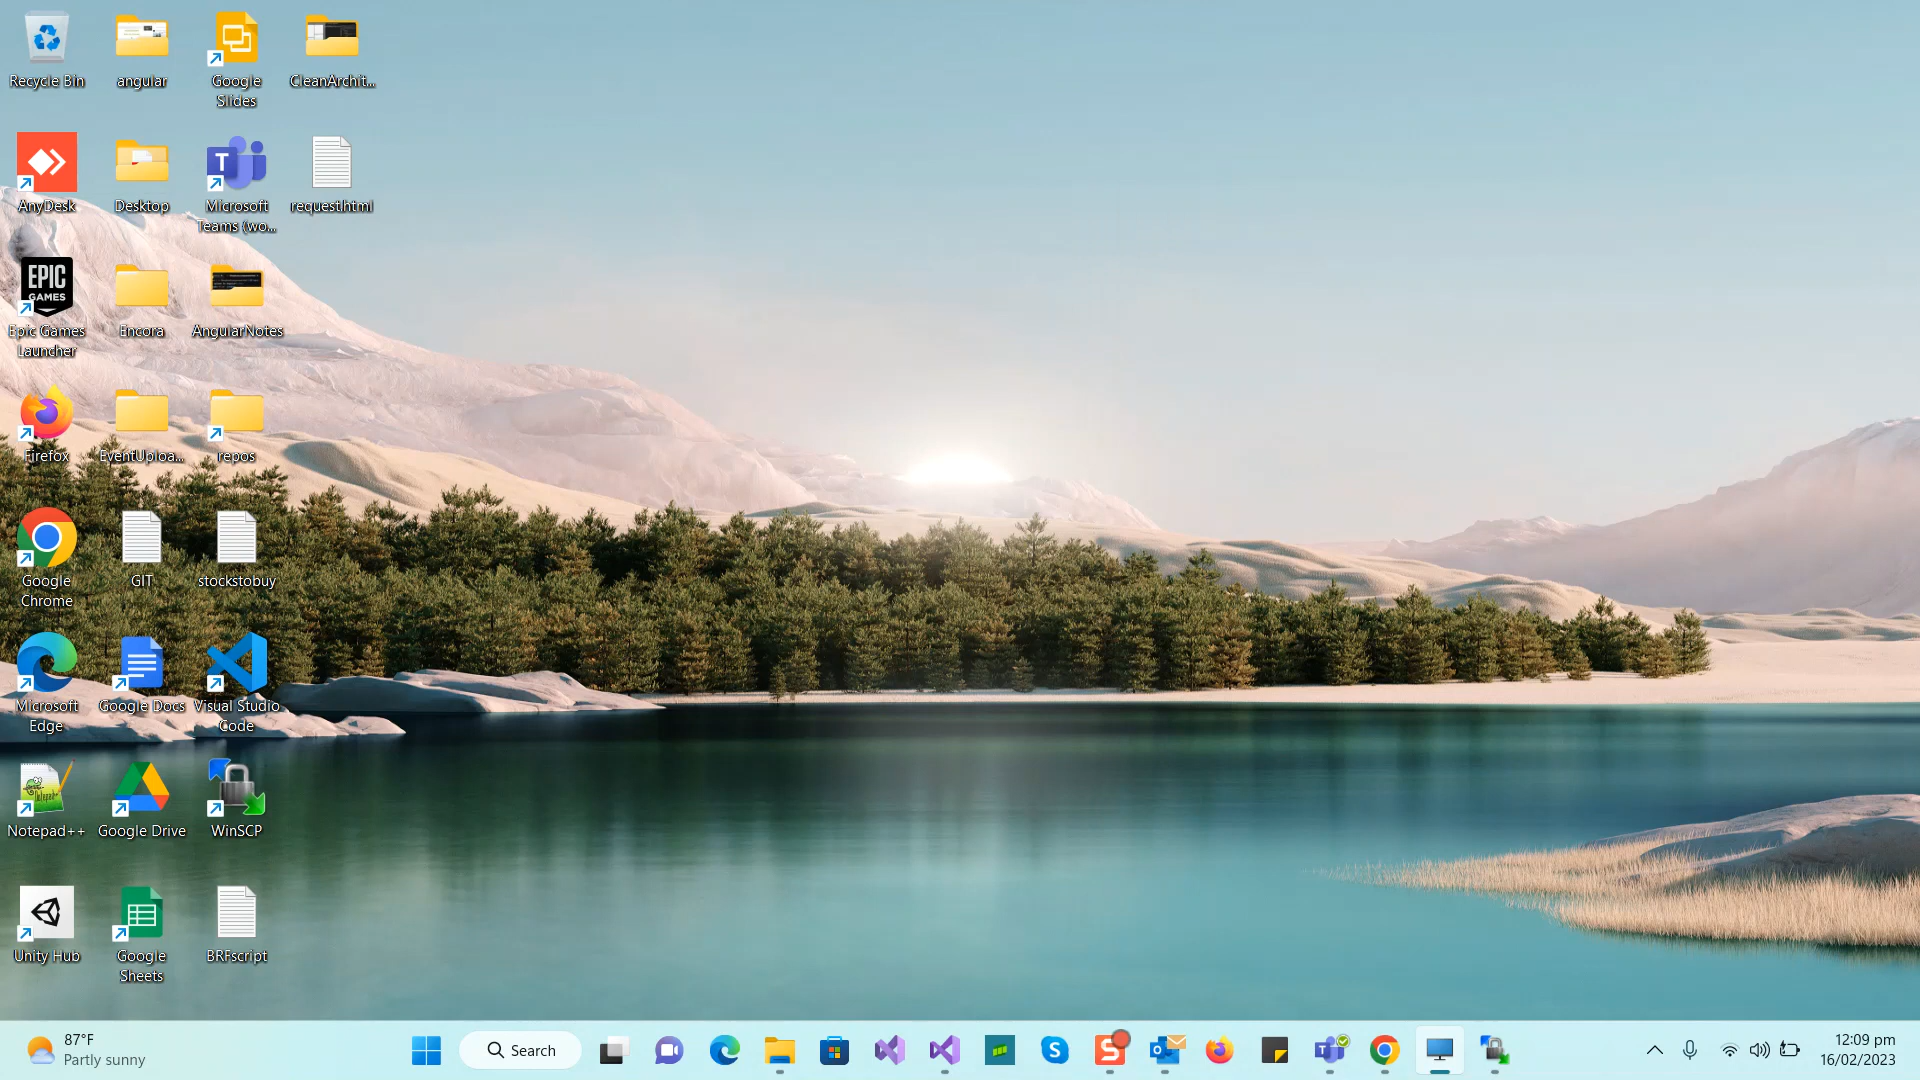 Recycle Bin
angular
Google
Slides
CleanArchit...
AnyDesk
Desktop
T
Microsoft
Teams (wo...
requesthtml
EPIC
GAMES
Epic Games
Launcher
Encora
AngularNotes
Firefox
EventUploa...
repos
Google
Chrome
GIT
stockstobuy
Microsoft
Edge
Google Docs
Visual Studio
Code
Notepad++
Google Drive
WinSCP
Unity Hub
Google
Sheets
BRFscript
87°F
Partly sunny
Search
S
S
O
T
12:09 pm
16/02/2023